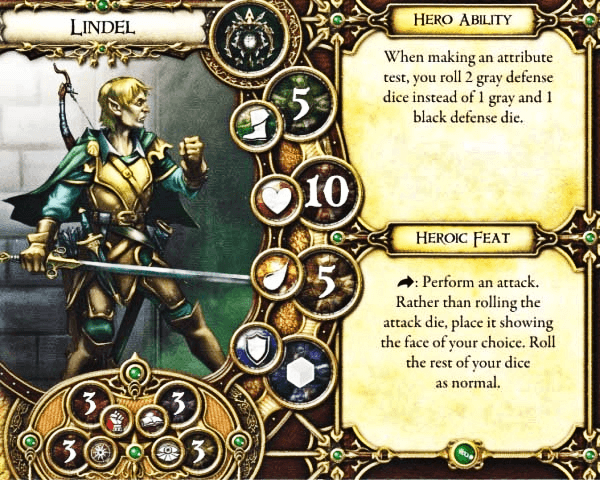 Lindel
5
10
5
3
3
3
3
Hero Ability
When making an attribute
test, you roll 2 gray defense
dice instead of 1 gray and 1
black defense die.
Heroic Feat
: Perform an attack.
Rather than rolling the
attack die, place it showing
the face of your choice. Roll
the rest of your dice
as normal.